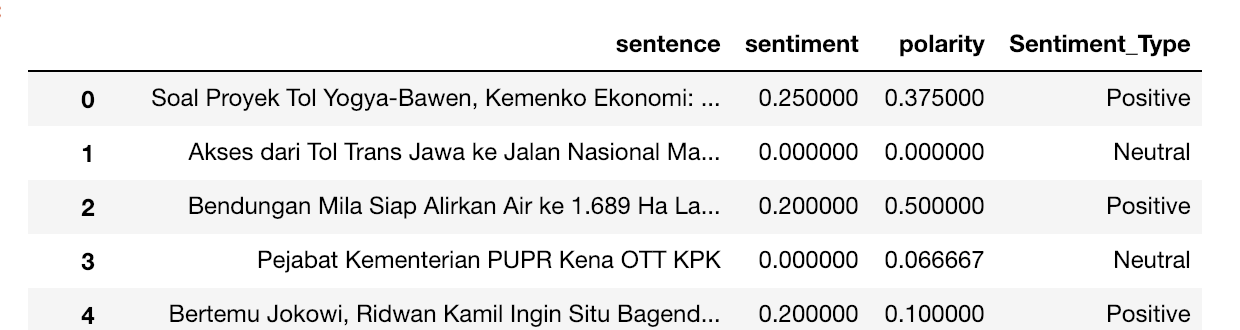 sentence sentiment polarity Sentiment_Type
0 Soal Proyek Tol Yogya-Bawen, Kemenko Ekonomi: ... 0.250000 0.375000 Positive
1 Akses dari Tol Trans Jawa ke Jalan Nasional Ma... 0.000000 0.000000 Neutral
2 Bendungan Mila Siap Alirkan Air ke 1.689 Ha La... 0.200000 0.500000 Positive
3 Pejabat Kementerian PUPR Kena OTT KPK 0.000000 0.066667 Neutral
4 Bertemu Jokowi, Ridwan Kamil Ingin Situ Bagend... 0.200000 0.100000 Positive